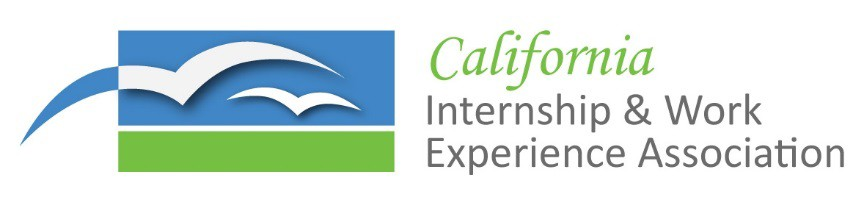 California
Internship & Work
Experience Association